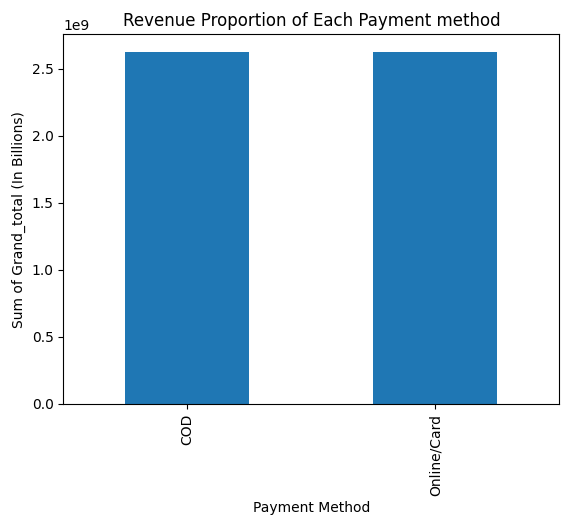 Revenue Proportion of Each Payment method
1e9
Sum of Grand_total (In Billions)
2.5
2.0
1.5
1.0
0.5
0.0
COD
Online/Card
Payment Method